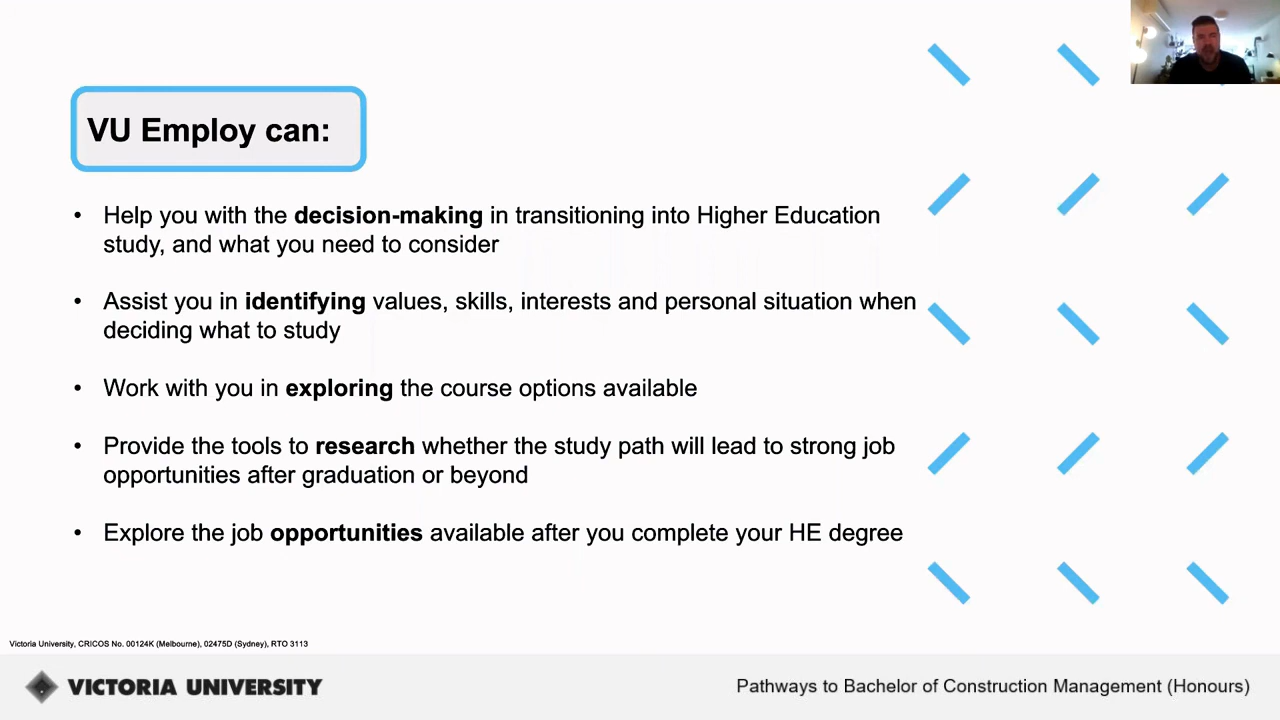 VU Employ can:
• Help you with the decision-making in transitioning into Higher Education
study, and what you need to consider
• Assist you in identifying values, skills, interests and personal situation when
deciding what to study
• Work with you in exploring the course options available
• Provide the tools to research whether the study path will lead to strong job
opportunities after graduation or beyond
• Explore the job opportunities available after you complete your HE degree
Victoria University, CRICOS No. 00124K (Melbourne), 02475D (Sydney), RTO 3113
VICTORIA UNIVERSITY
Pathways to Bachelor of Construction Management (Honours)